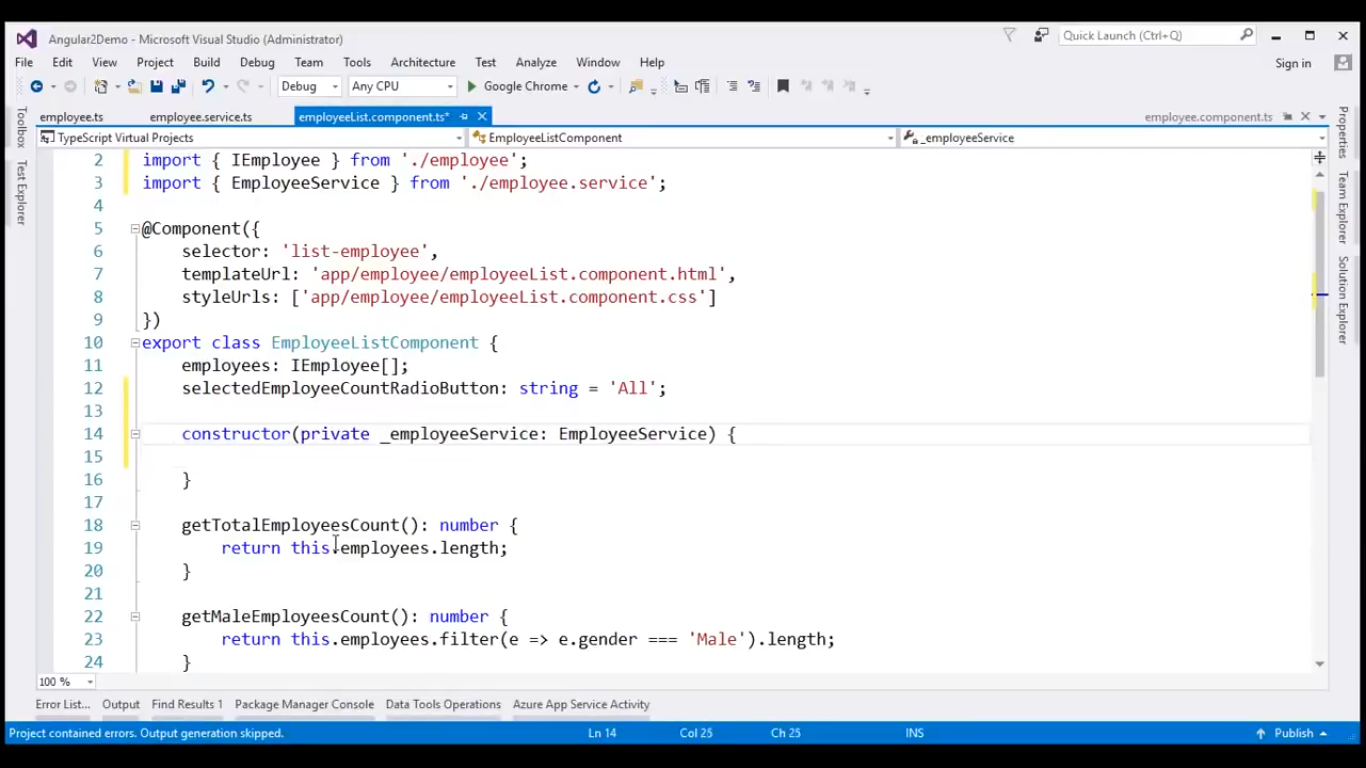 Angular2Demo - Microsoft Visual Studio (Administrator)
Quick Launch (Ctrl+Q)
File Edit View Project Build Debug Team Tools Architecture Test Analyze Window Help
Sign in
Debug Any CPU Google Chrome
employee.ts employee.service.ts employeeList.component.ts* employee.component.ts
TypeScript Virtual Projects EmployeeListComponent _employeeService
Toolbox
Test Explorer
Properties
Team Explorer
Solution Explorer
2 import { IEmployee } from './employee';
3 import { EmployeeService } from './employee.service';
4
5 @Component({
6 selector: 'list-employee',
7 templateUrl: 'app/employee/employeeList.component.html',
8 styleUrls: ['app/employee/employeeList.component.css']
9 })
10 export class EmployeeListComponent {
11 employees: IEmployee[];
12 selectedEmployeeCountRadioButton: string = 'All';
13
14 constructor(private _employeeService: EmployeeService) {
15
16 }
17
18 getTotalEmployeesCount(): number {
19 return this.employees.length;
20 }
21
22 getMaleEmployeesCount(): number {
23 return this.employees.filter(e => e.gender === 'Male').length;
24 }
100 %
Error List... Output Find Results 1 Package Manager Console Data Tools Operations Azure App Service Activity
Project contained errors. Output generation skipped. Ln 14 Col 25 Ch 25 INS Publish